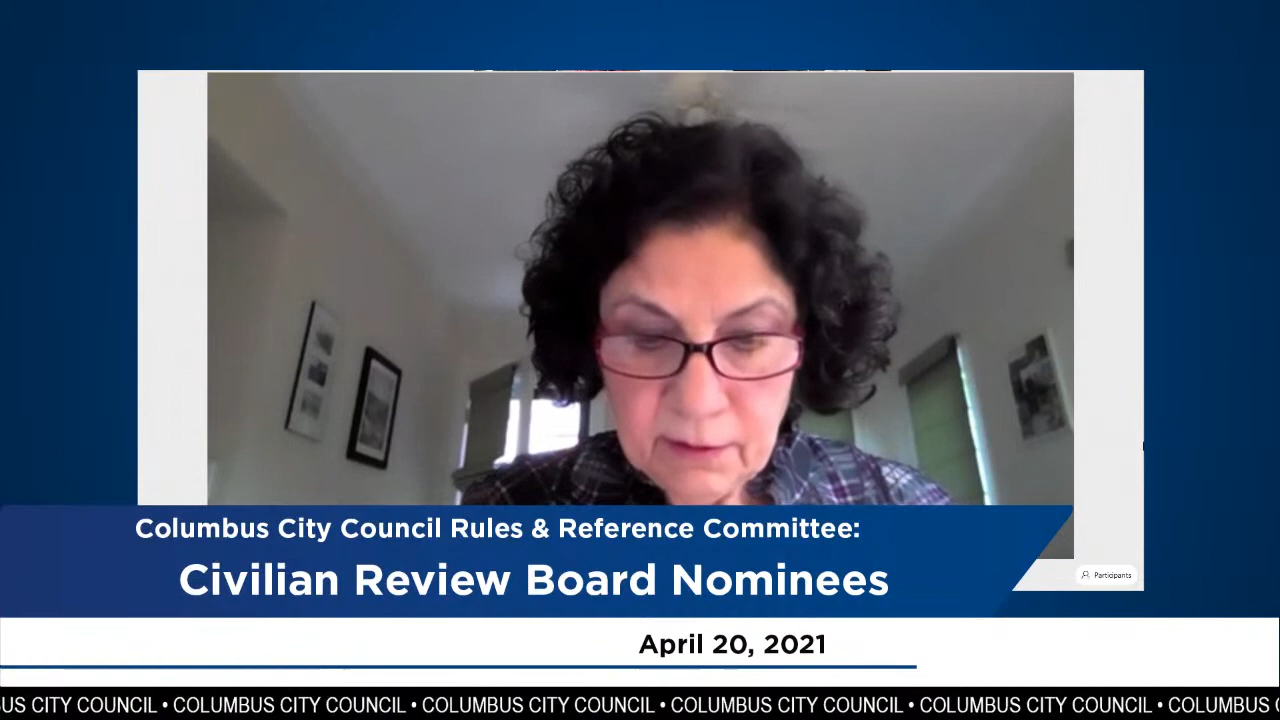 Participants
Columbus City Council Rules & Reference Committee:
Civilian Review Board Nominees
April 20, 2021
US CITY COUNCIL • COLUMBUS CITY COUNCIL • COLUMBUS CITY COUNCIL • COLUMBUS CITY COUNCIL • COLUMBUS CITY COUNCIL • COLUMBUS